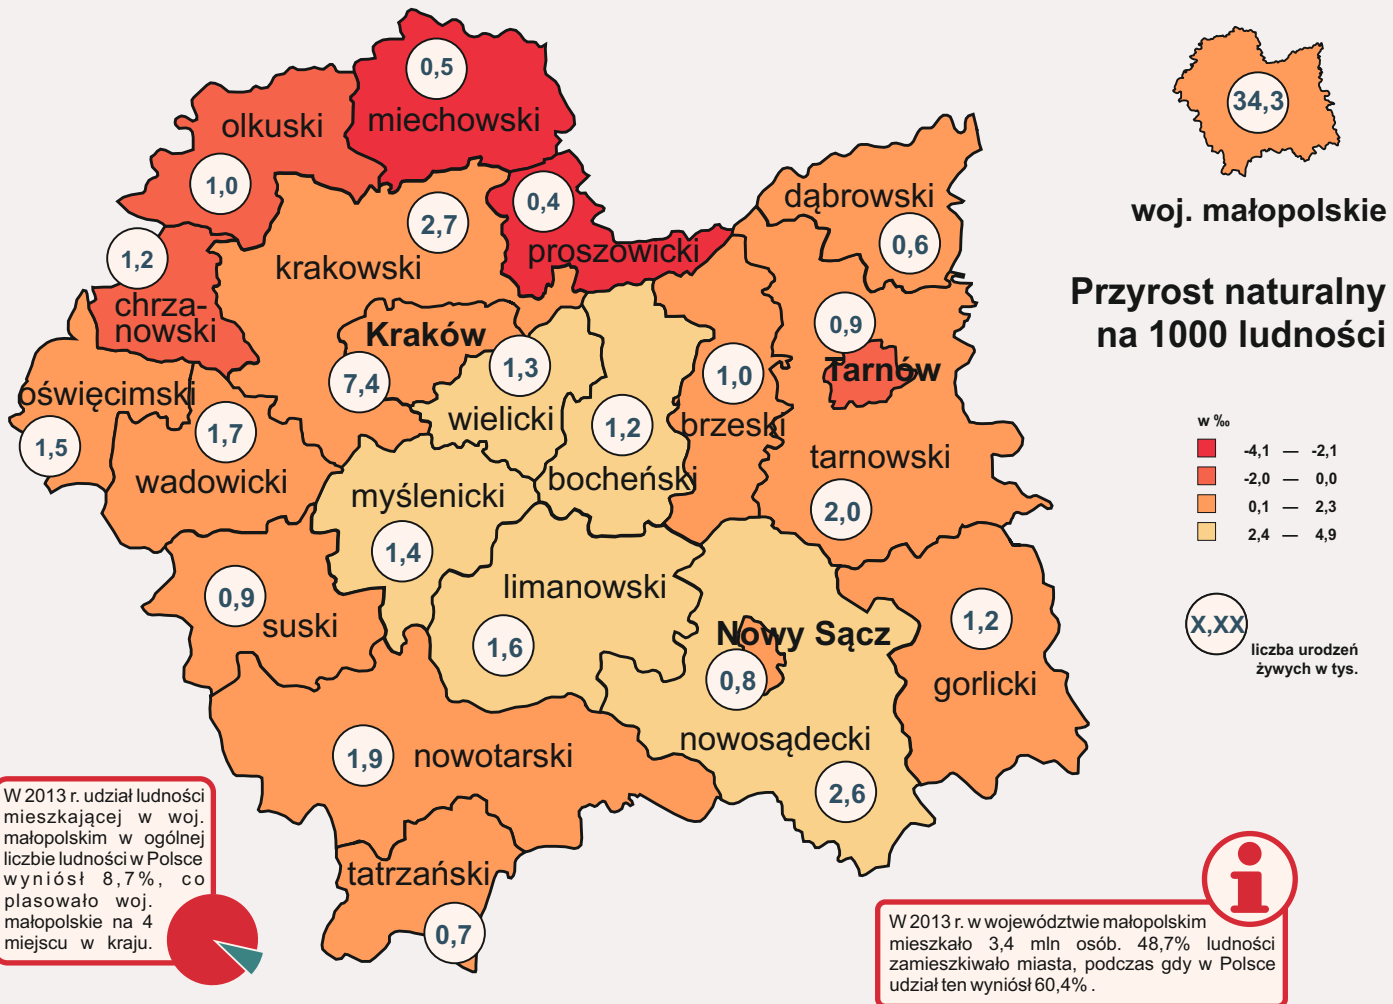 0,5
olkuski
miechowski
1,0
0,4
2,7
proszowicki
1,2
krakowski
chrza-
nowski
dąbrowski
0,6
34,3
woj. małopolskie
Przyrost naturalny
na 1000 ludności
Kraków
7,4
1,3
wielicki
1,2
bocheński
1,0
brzeski
0,9
Tarnów
tarnowski
2,0
oświęcimski
1,5
1,7
wadowicki
myślenicki
1,4
w ‰
-4,1 — -2,1
-2,0 — 0,0
0,1 — 2,3
2,4 — 4,9
0,9
suski
limanowski
1,6
Nowy Sącz
0,8
nowosądecki
2,6
1,2
gorlicki
X,XX
liczba urodzeń
żywych w tys.
1,9
nowotarski
tatrzański
0,7
W 2013 r. udział ludności
mieszkającej w woj.
małopolskim w ogólnej
liczbie ludności w Polsce
wyniósł 8,7%, co
plasowało woj.
małopolskie na 4
miejscu w kraju.
W 2013 r. w województwie małopolskim
mieszkało 3,4 mln osób. 48,7% ludności
zamieszkiwało miasta, podczas gdy w Polsce
udział ten wyniósł 60,4% .